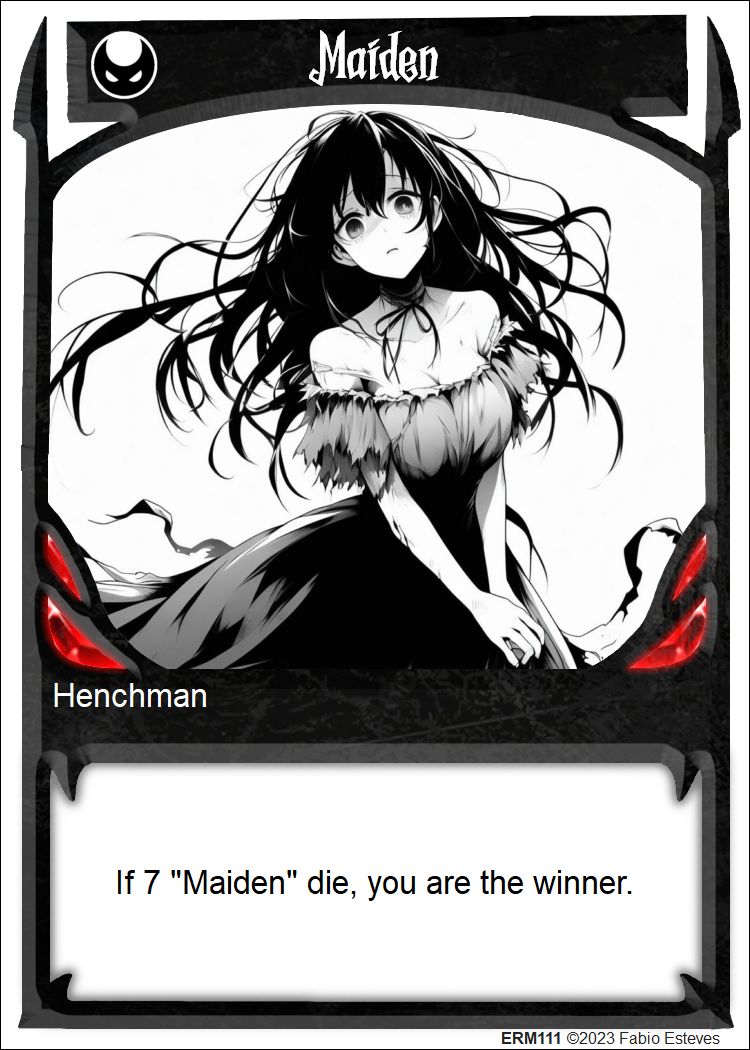 Maiden
Henchman
If 7 "Maiden" die, you are the winner.
ERM111 ©2023 Fabio Esteves